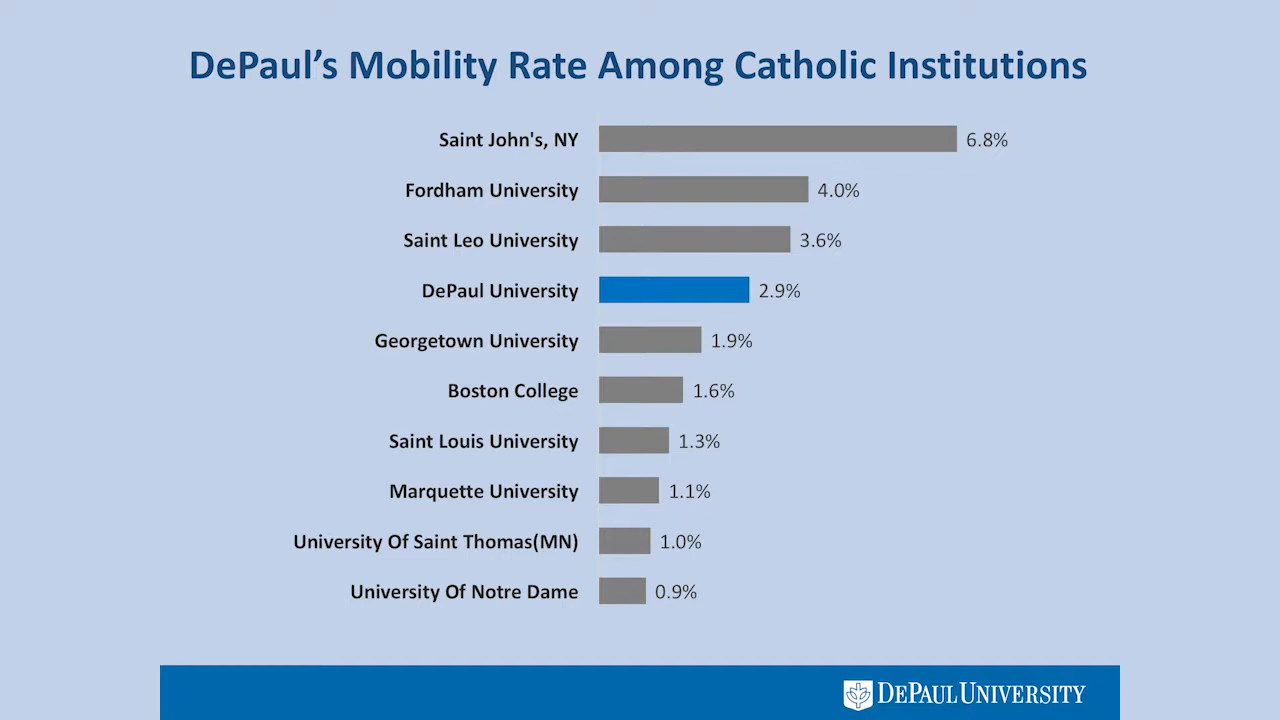 DePaul’s Mobility Rate Among Catholic Institutions
Saint John's, NY 6.8%
Fordham University 4.0%
Saint Leo University 3.6%
DePaul University 2.9%
Georgetown University 1.9%
Boston College 1.6%
Saint Louis University 1.3%
Marquette University 1.1%
University Of Saint Thomas(MN) 1.0%
University Of Notre Dame 0.9%
DEPAUL UNIVERSITY